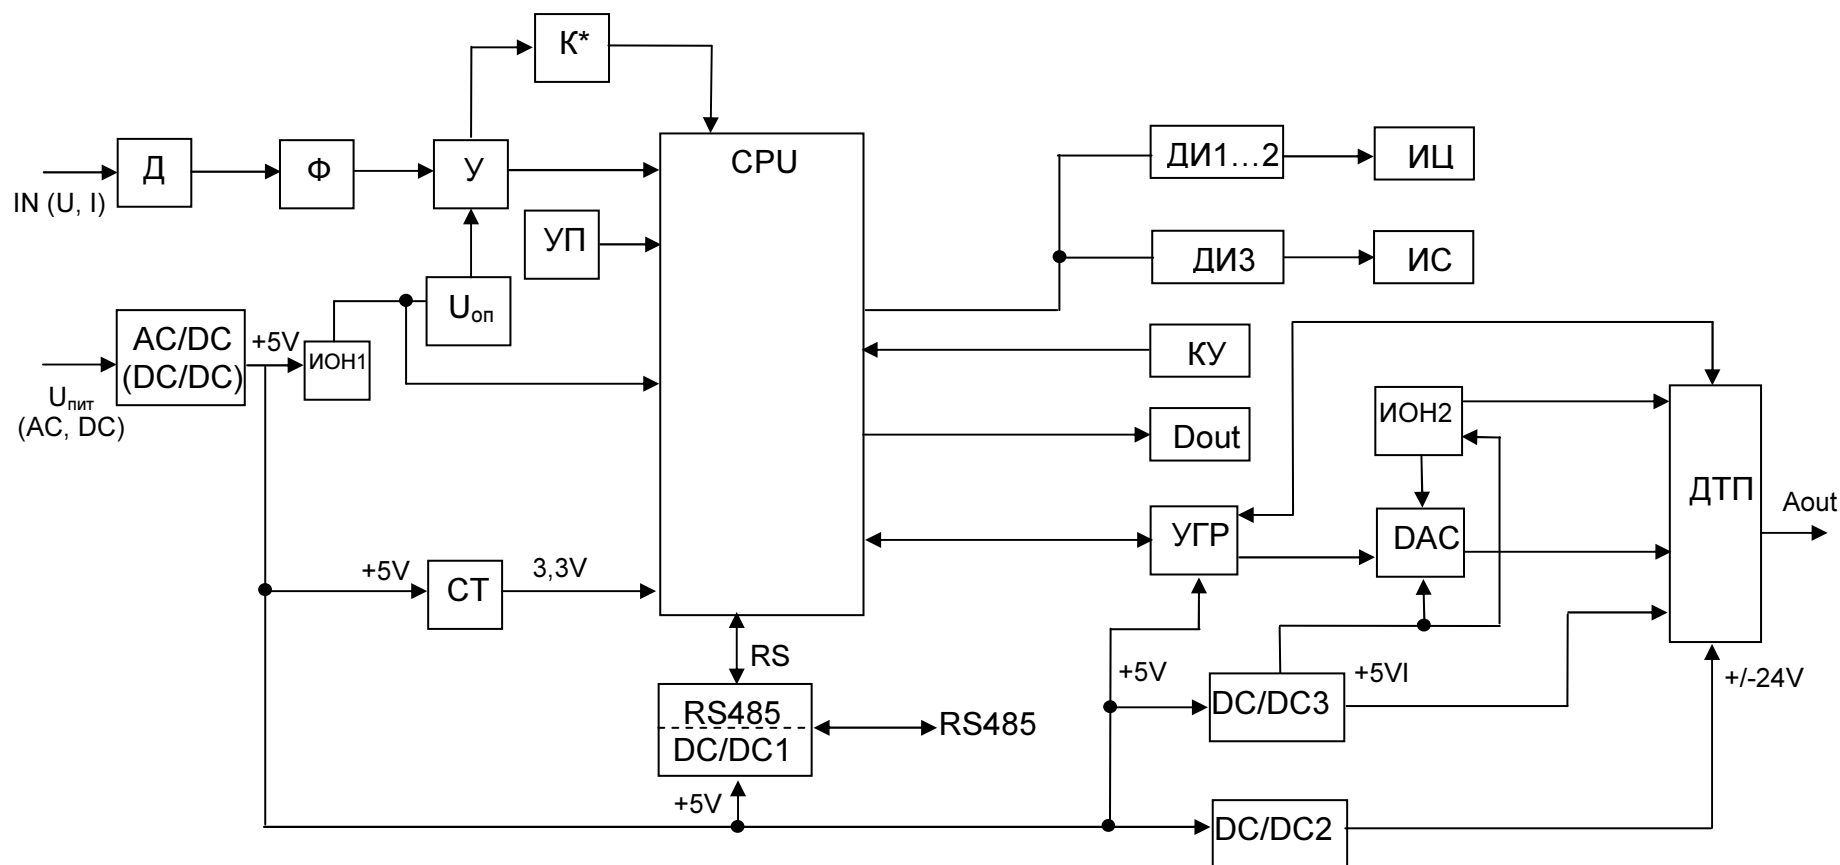 К*
Д
Ф
У
CPU
ДИ1...2
ИЦ
IN (U, I)
УП
ДИ3
ИС
Uоп
AC/DC
(DC/DC)
+5V
ИОН1
КУ
Uпит
(AC, DC)
ИОН2
Dout
ДТП
Aout
УГР
DAC
+5V
СТ
3,3V
RS
+5V
+5VI
+/-24V
RS485
DC/DC1
RS485
DC/DC3
+5V
DC/DC2